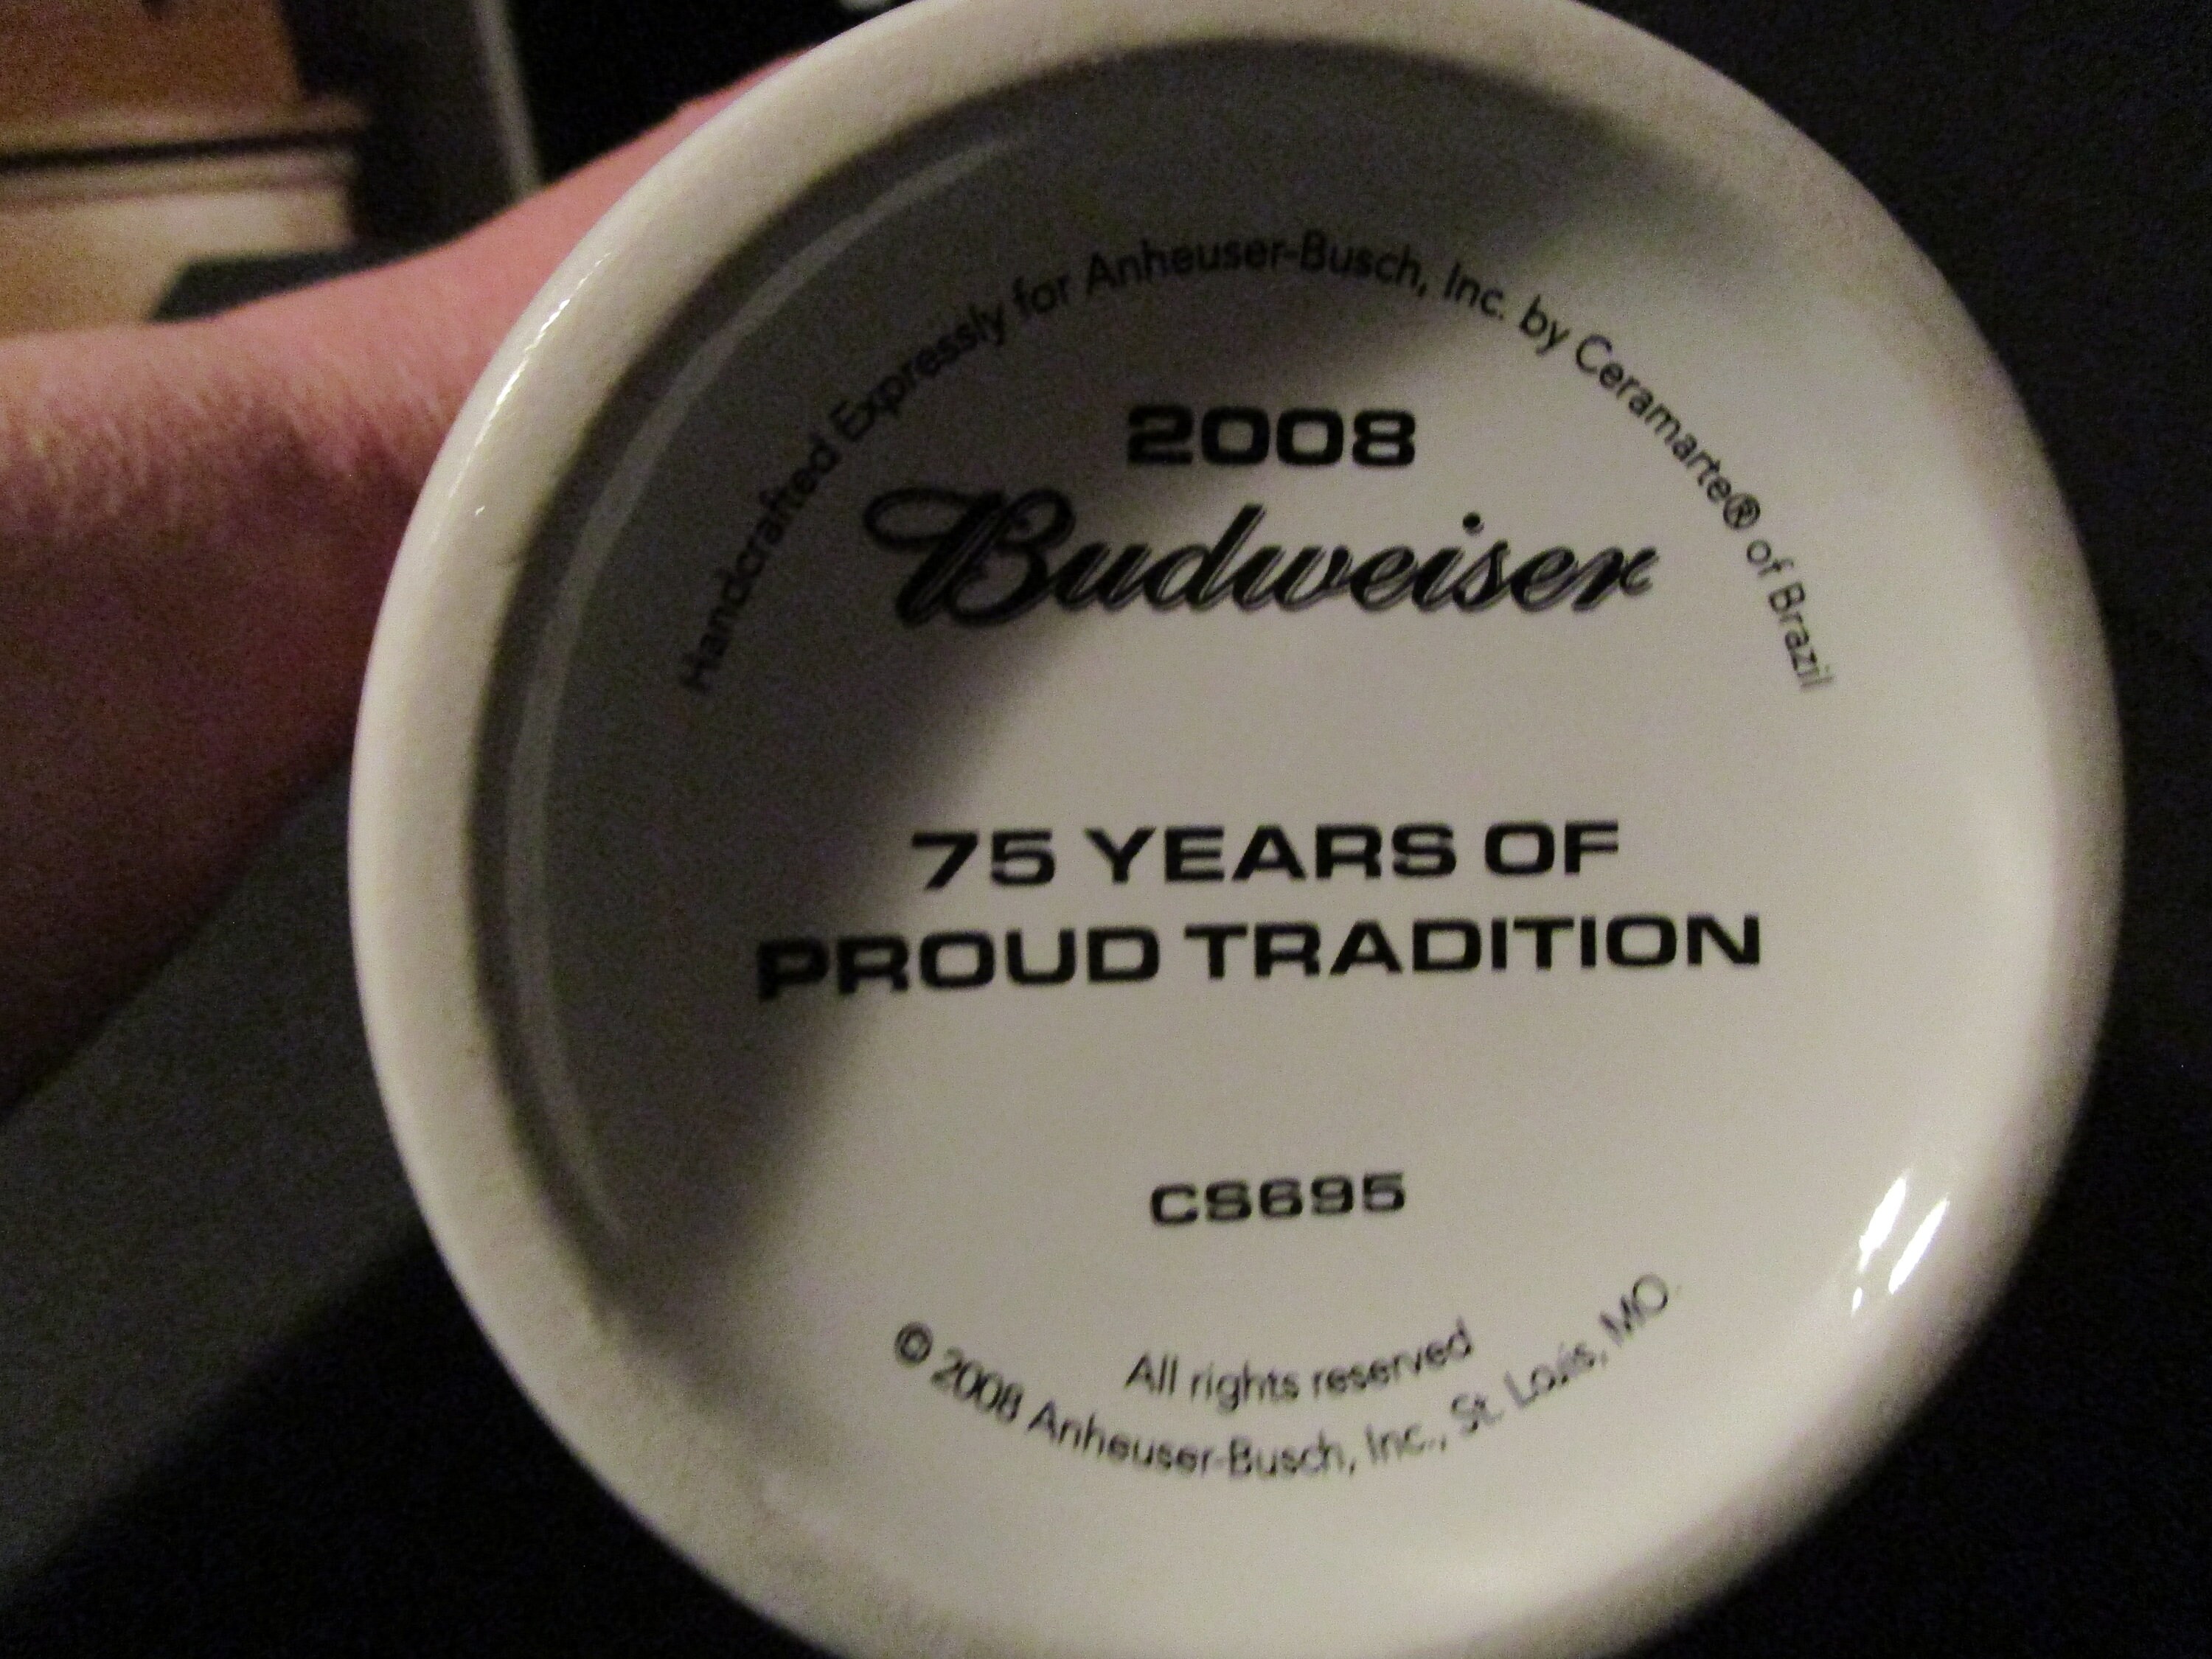 Handcrafted Expressly for Anheuser-Busch, Inc. by Ceramarte® of Brazil
2008
Budweiser
75 YEARS OF
PROUD TRADITION
CS695
All rights reserved
© 2008 Anheuser-Busch, Inc., St. Louis, MO.